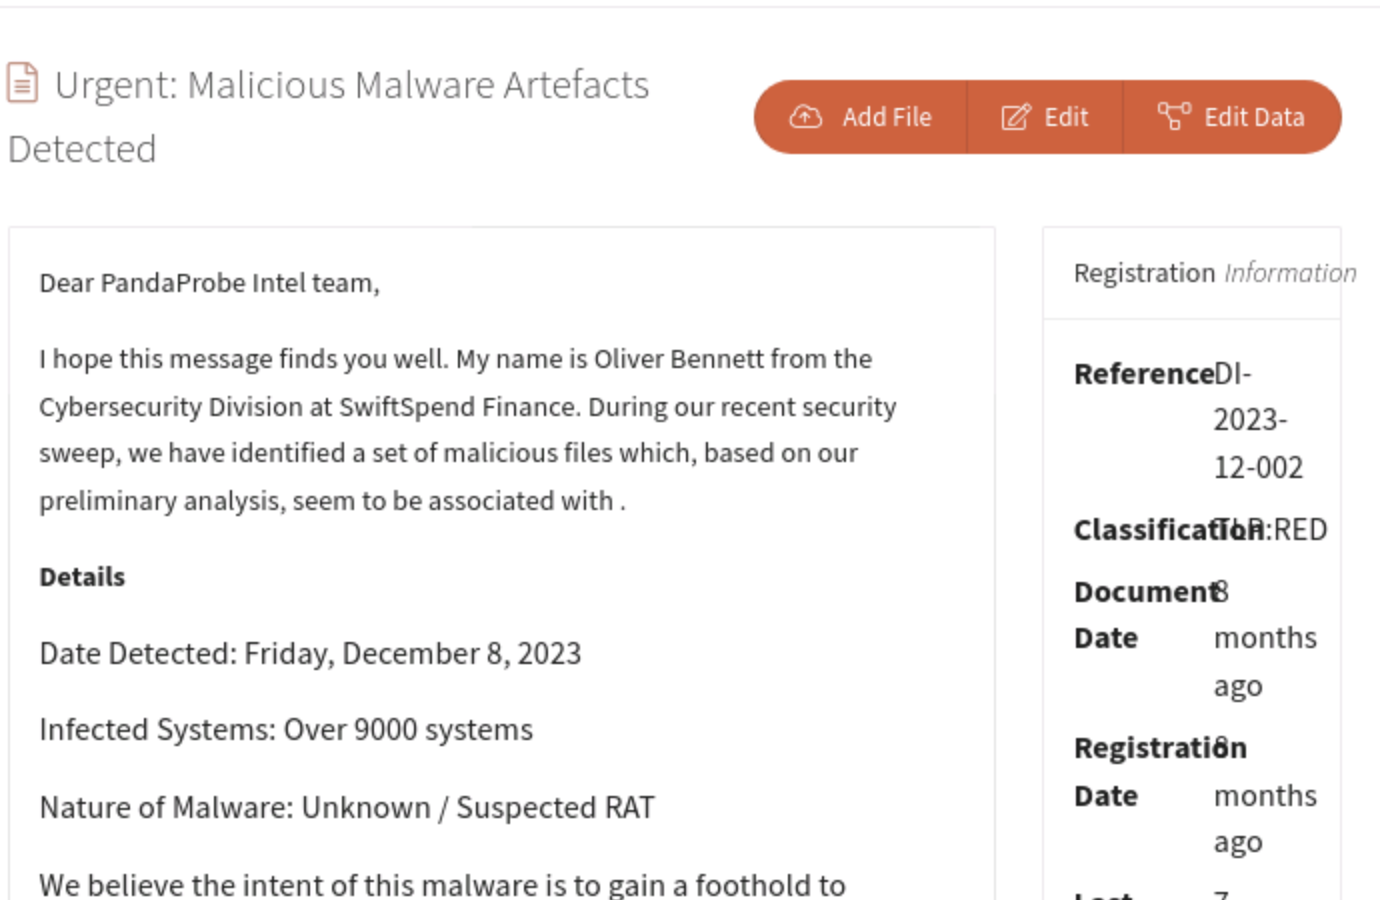 Urgent: Malicious Malware Artefacts
Detected
Add File
Edit
Edit Data
Dear PandaProbe Intel team,
I hope this message finds you well. My name is Oliver Bennett from the
Cybersecurity Division at SwiftSpend Finance. During our recent security
sweep, we have identified a set of malicious files which, based on our
preliminary analysis, seem to be associated with .
Details
Date Detected: Friday, December 8, 2023
Infected Systems: Over 9000 systems
Nature of Malware: Unknown / Suspected RAT
We believe the intent of this malware is to gain a foothold to
Registration Information
Reference DI-
2023-
12-002
Classification TLP:RED
Document 8
Date months
ago
Registration 8
Date months
ago
Last 7